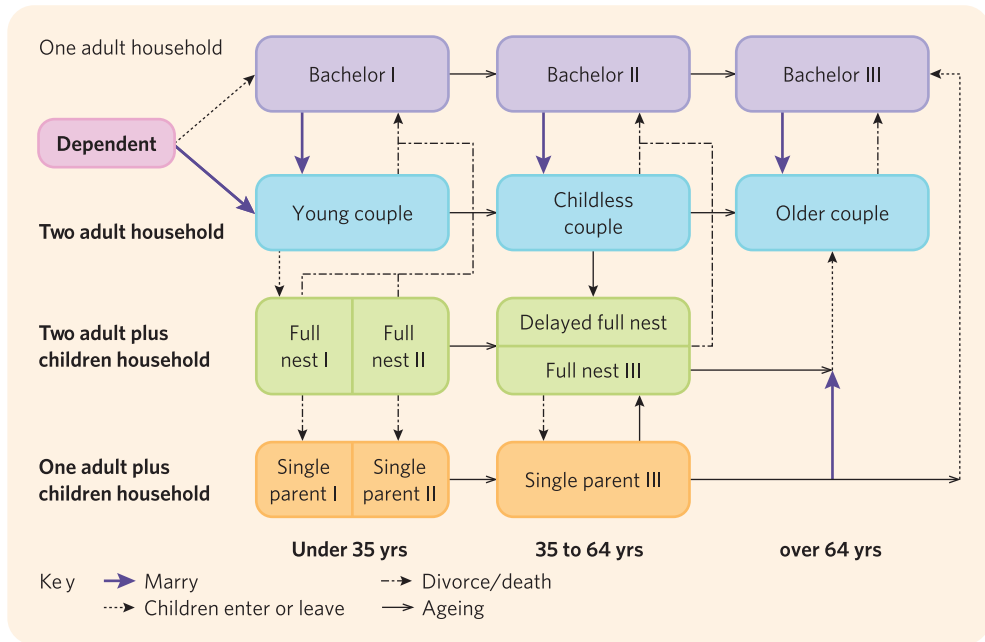 One adult household
Bachelor I
Bachelor II
Bachelor III
Dependent
Two adult household
Young couple
Childless
couple
Older couple
Two adult plus
children household
Full
nest I
Full
nest II
Delayed full nest
Full nest III
One adult plus
children household
Single
parent I
Single
parent II
Single parent III
Under 35 yrs
35 to 64 yrs
over 64 yrs
Key
Marry
Divorce/death
Children enter or leave
Ageing